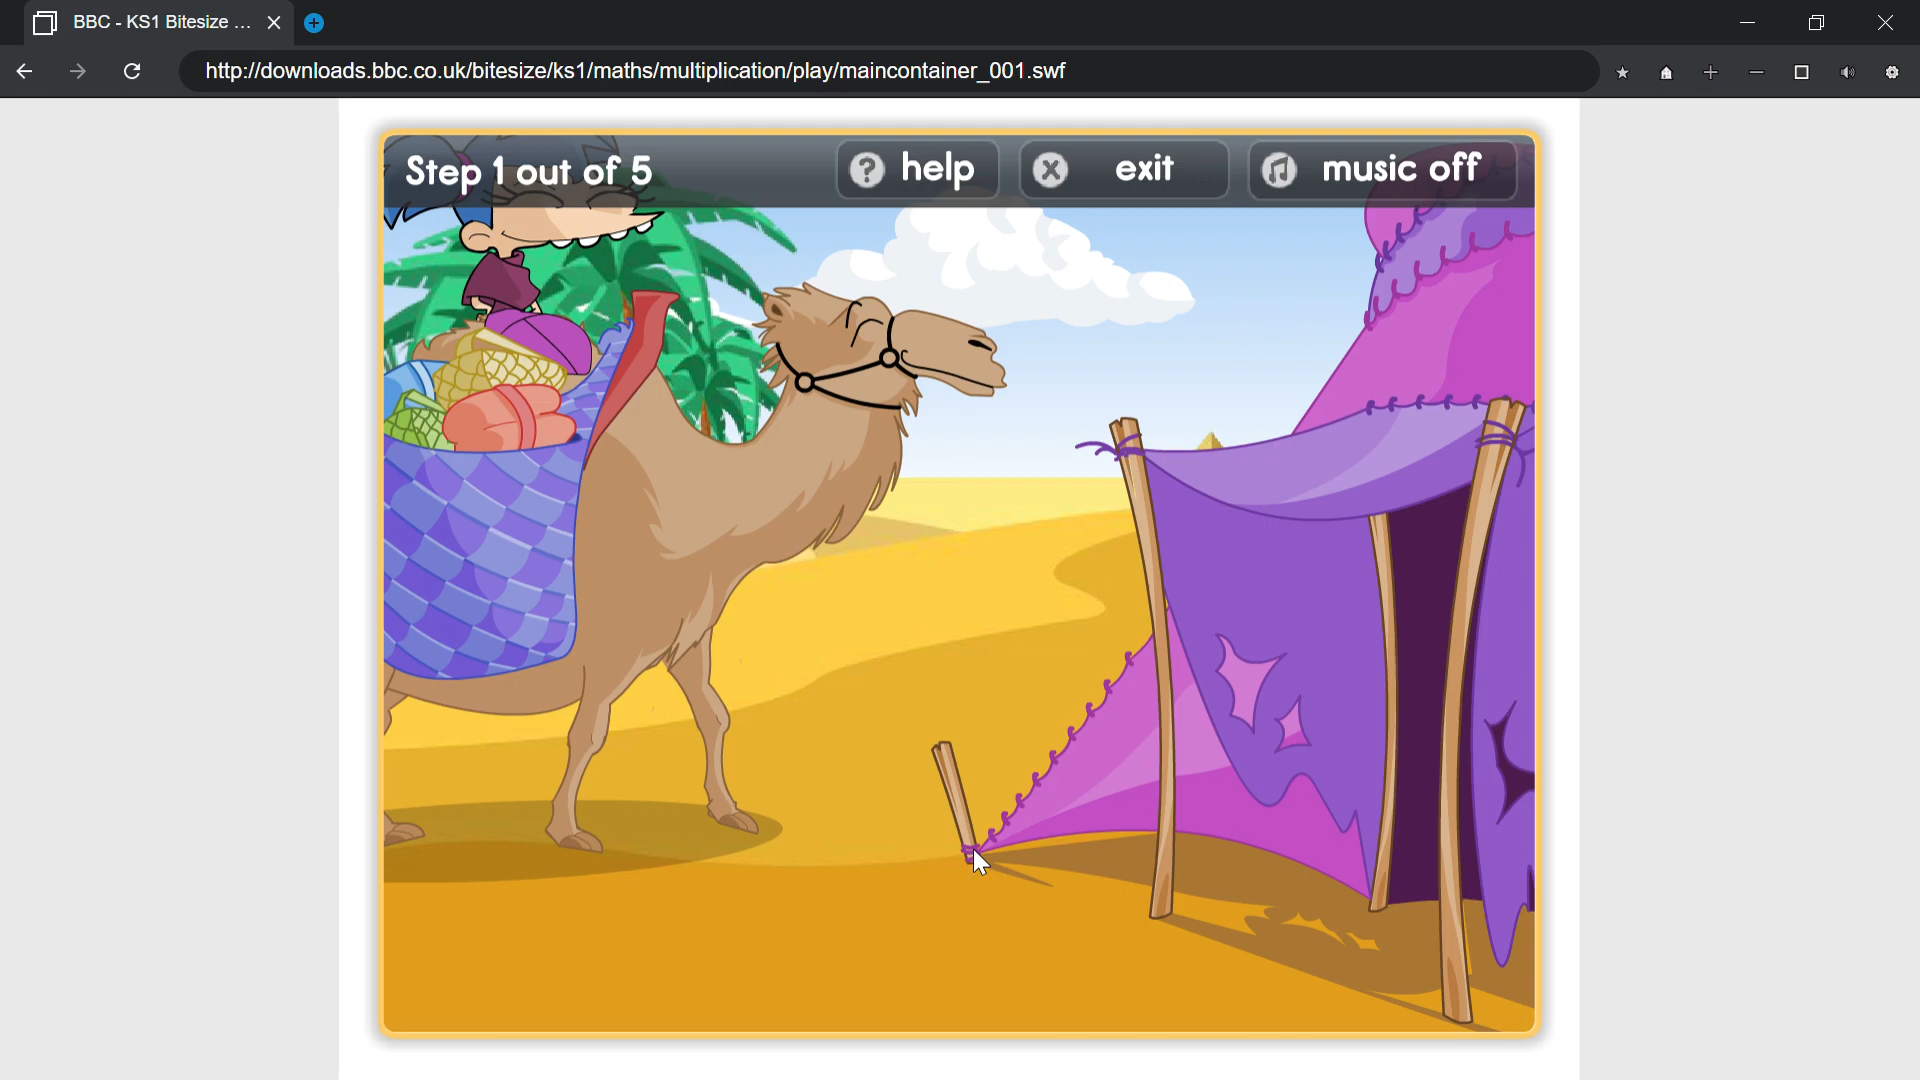 BBC - KS1 Bitesize ...
http://downloads.bbc.co.uk/bitesize/ks1/maths/multiplication/play/maincontainer_001.swf
Step 1 out of 5
help
exit
music off